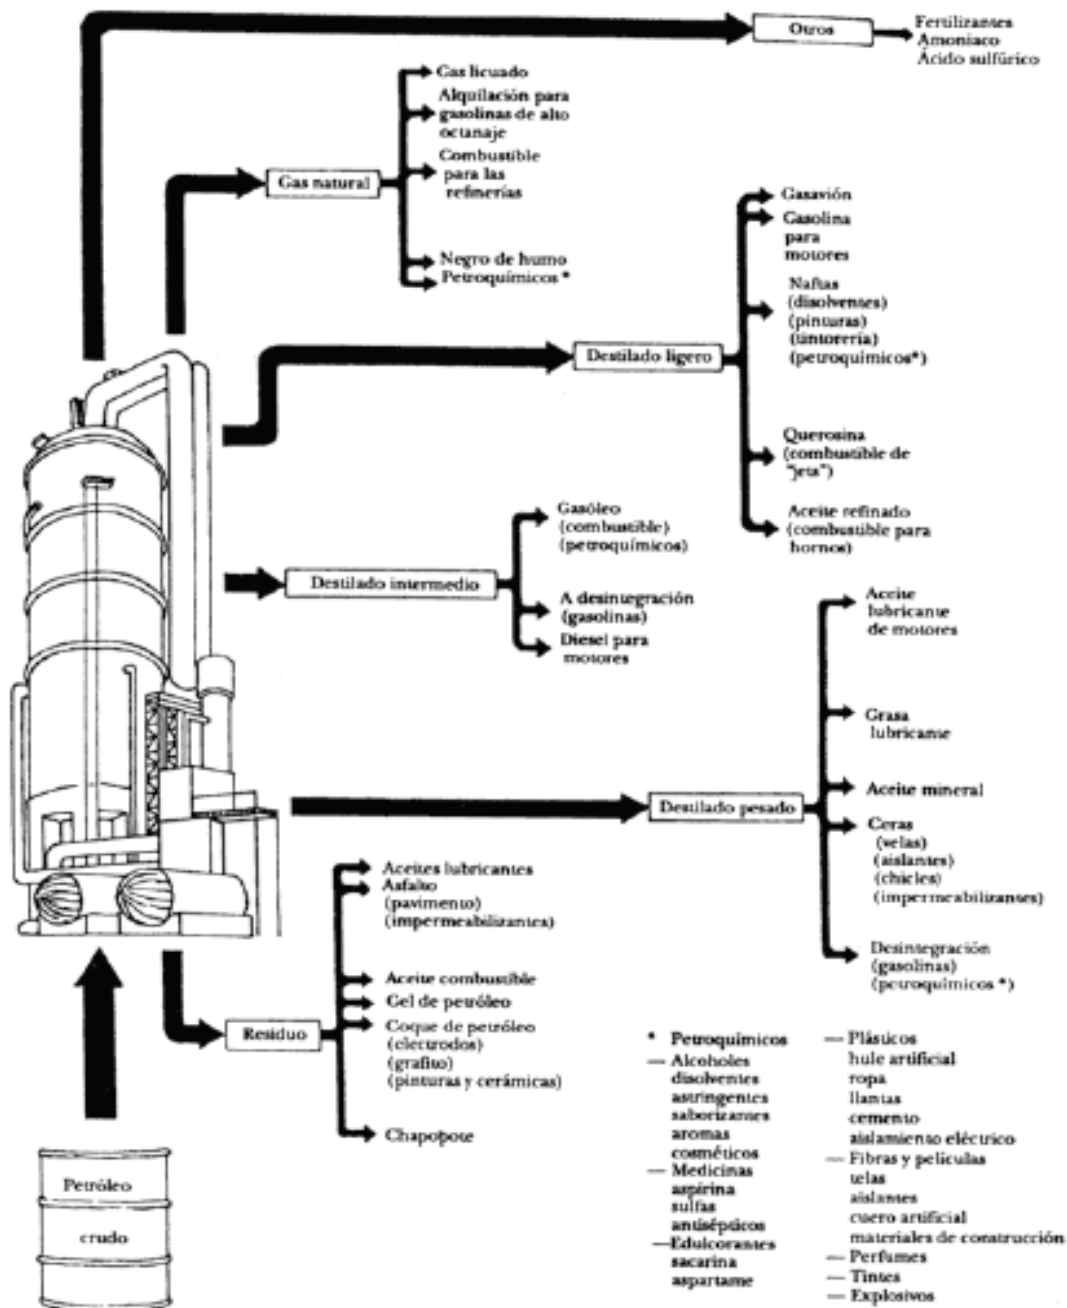 Otros
Fertilizantes
Amoniaco
Ácido sulfúrico
Gas natural
Gas licuado
Alquilación para
gasolinas de alto
octanaje
Combustible
para las
refinerías
Negro de humo
Petroquímicos *
Destilado ligero
Gasavión
Gasolina
para
motores
Naftas
(disolventes)
(pinturas)
(tintorería)
(petroquímicos*)
Querosina
(combustible de
"jets")
Aceite refinado
(combustible para
hornos)
Destilado intermedio
Gasóleo
(combustible)
(petroquímicos)
A desintegración
(gasolinas)
Diesel para
motores
Destilado pesado
Aceite
lubricante
de motores
Grasa
lubricante
Aceite mineral
Ceras
(velas)
(aislantes)
(chicles)
(impermeabilizantes)
Desintegración
(gasolinas)
(petroquímicos *)
Residuo
Aceites lubricantes
Asfalto
(pavimento)
(impermeabilizantes)
Aceite combustible
Gel de petróleo
Coque de petróleo
(electrodos)
(grafito)
(pinturas y cerámicas)
Chapopote
Petróleo
crudo
* Petroquímicos
— Alcoholes
disolventes
astringentes
saborizantes
aromas
cosméticos
— Medicinas
aspirina
sulfas
antisépticos
— Edulcorantes
sacarina
aspartame
— Plásticos
hule artificial
ropa
llantas
cemento
aislamiento eléctrico
— Fibras y películas
telas
aislantes
cuero artificial
materiales de construcción
— Perfumes
— Tintes
— Explosivos